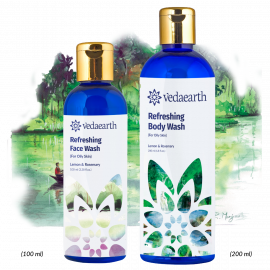 Vedaearth
Refreshing
Face Wash
(For Oily Skin)
Lemon & Rosemary
Vedaearth
Refreshing
Body Wash
(For Oily Skin)
Lemon & Rosemary
(100 ml)
(200 ml)